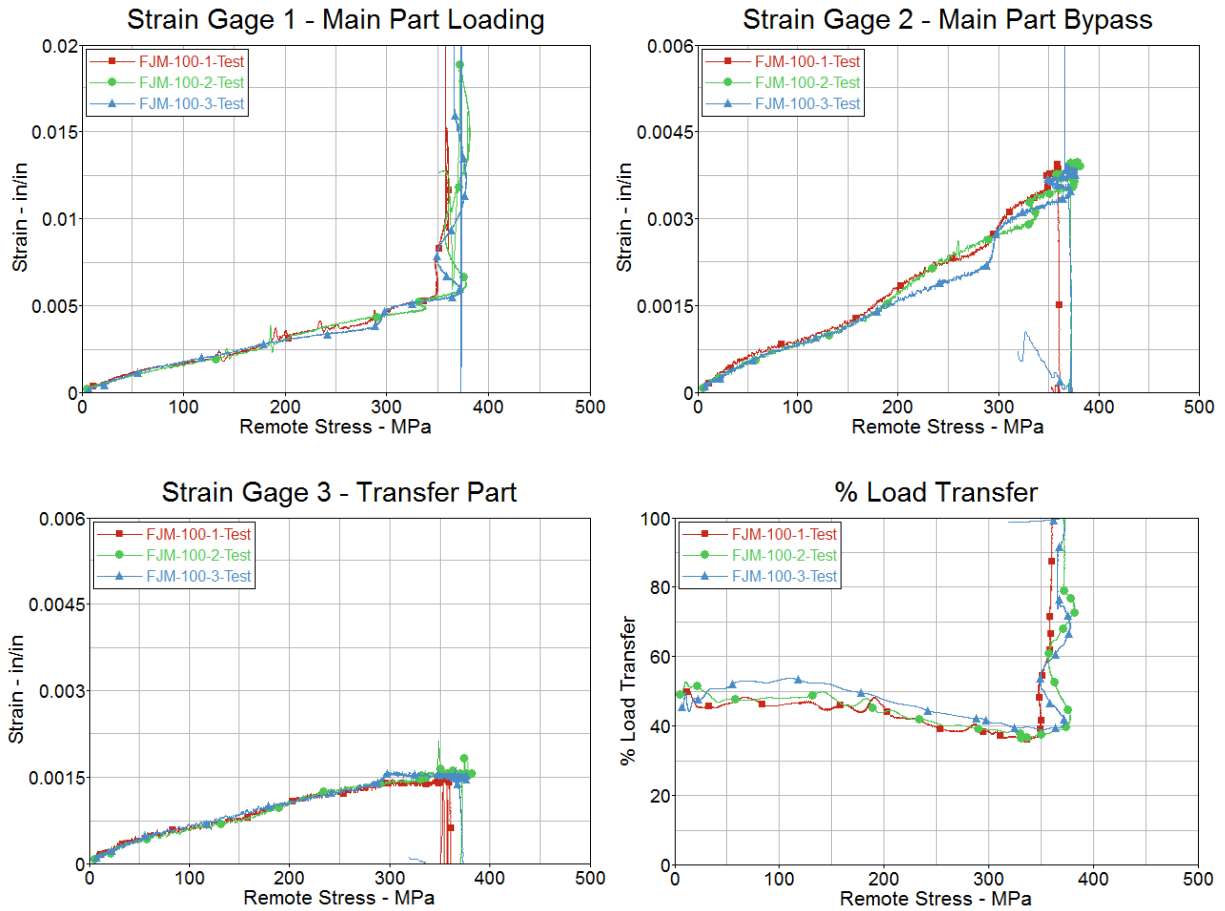 Strain Gage 1 - Main Part Loading
0.02
0.015
0.01
0.005
0
Strain - in/in
FJM-100-1-Test
FJM-100-2-Test
FJM-100-3-Test
0 100 200 300 400 500
Remote Stress - MPa
Strain Gage 2 - Main Part Bypass
0.006
0.0045
0.003
0.0015
0
Strain - in/in
FJM-100-1-Test
FJM-100-2-Test
FJM-100-3-Test
0 100 200 300 400 500
Remote Stress - MPa
Strain Gage 3 - Transfer Part
0.006
0.0045
0.003
0.0015
0
Strain - in/in
FJM-100-1-Test
FJM-100-2-Test
FJM-100-3-Test
0 100 200 300 400 500
Remote Stress - MPa
% Load Transfer
100
80
60
40
20
0
% Load Transfer
FJM-100-1-Test
FJM-100-2-Test
FJM-100-3-Test
0 100 200 300 400 500
Remote Stress - MPa